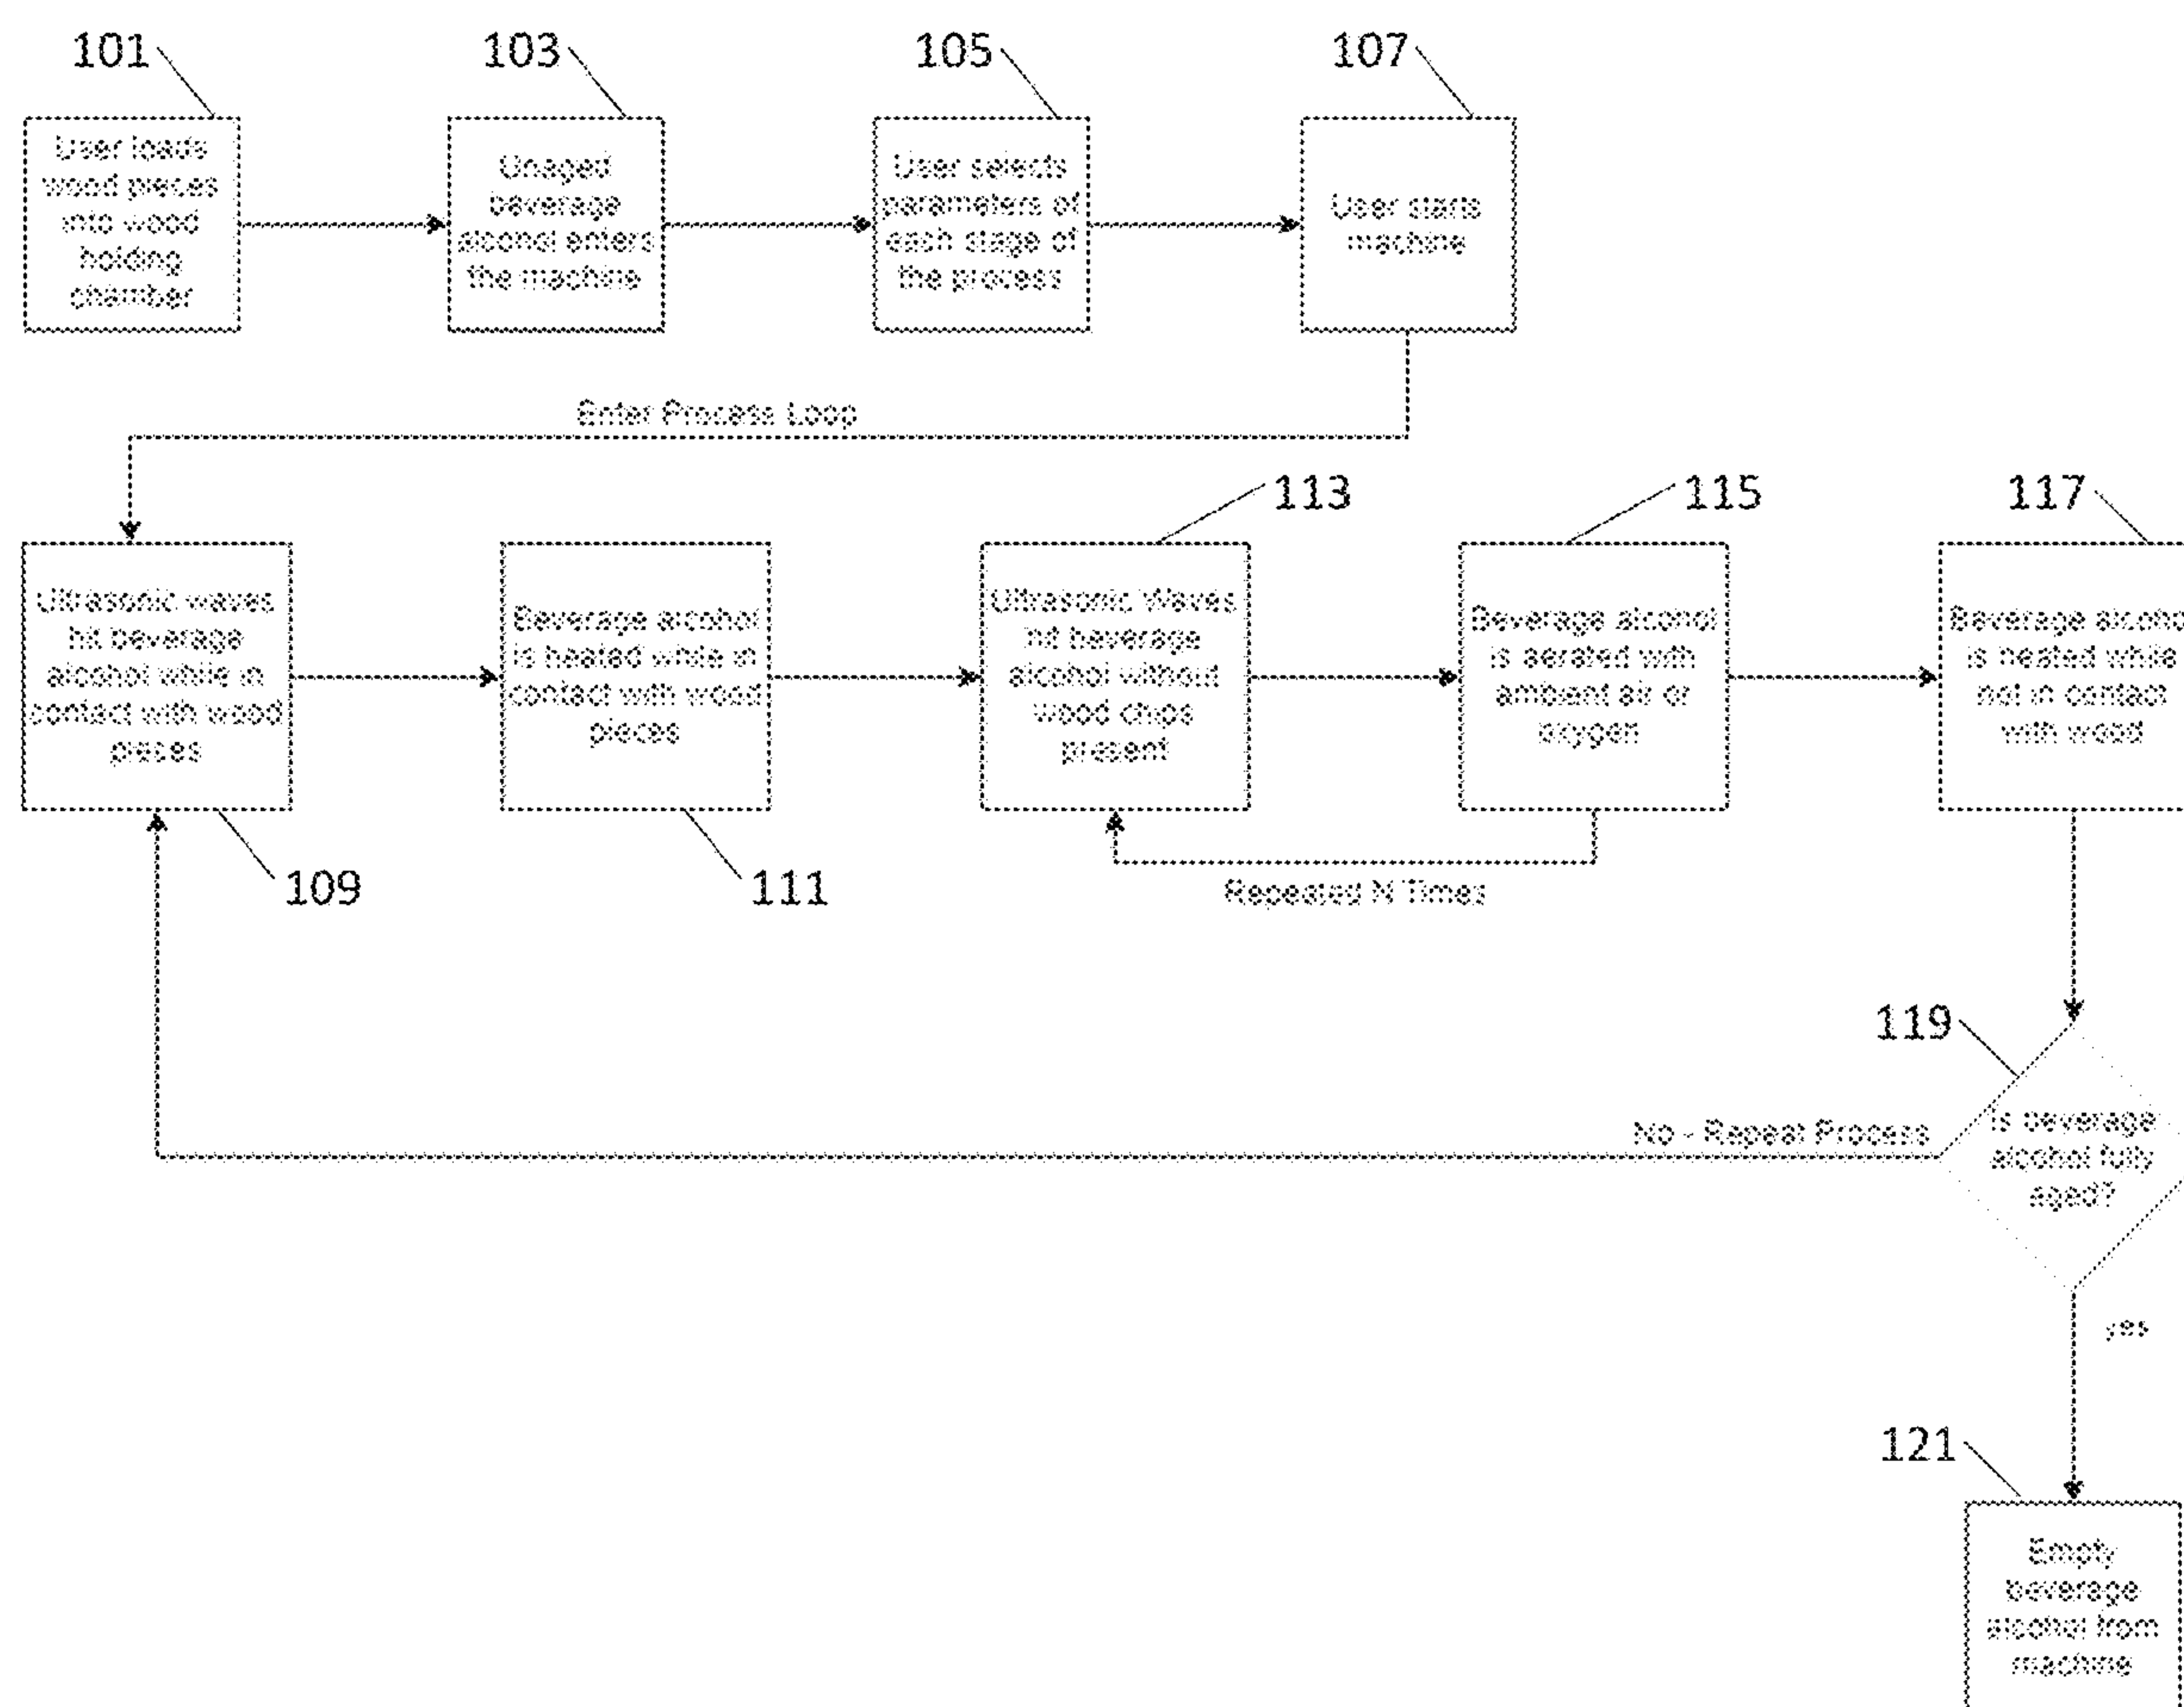 101
103
105
107
User loads
wood pieces
into wood
holding
chamber
Unaged
beverage
alcohol enters
the machine
User selects
parameters of
each stage of
the process
User starts
machine
Enter Process Loop
113
115
117
Ultrasonic waves
hit beverage
alcohol while in
contact with wood
pieces
Beverage alcohol
is heated while in
contact with wood
pieces
Ultrasonic Waves
hit beverage
alcohol without
wood chips
present
Beverage alcohol
is aerated with
ambient air or
oxygen
Beverage alcoho
is heated while
not in contact
with wood
109
111
Repeated N Times
119
No - Repeat Process
Is beverage
alcohol fully
aged?
yes
121
Empty
beverage
alcohol from
machine